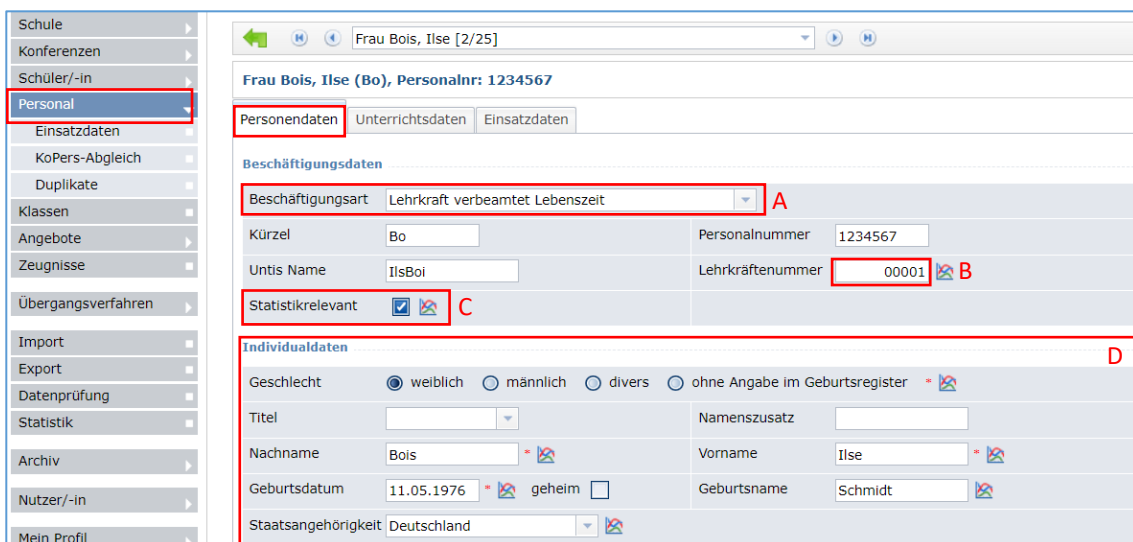 Schule
Konferenzen
Schüler/-in
Personal
Einsatzdaten
KoPers-Abgleich
Duplikate
Klassen
Angebote
Zeugnisse
Übergangsverfahren
Import
Export
Datenprüfung
Statistik
Archiv
Nutzer/-in
Mein Profil
Frau Bois, Ilse [2/25]
Frau Bois, Ilse (Bo), Personalnr: 1234567
Personendaten Unterrichtsdaten Einsatzdaten
Beschäftigungsdaten
Beschäftigungsart Lehrkraft verbeamtet Lebenszeit A
Kürzel Bo Personalnummer 1234567
Untis Name IlsBoi Lehrkräftenummer 00001 B
Statistikrelevant C
Individualdaten D
Geschlecht weiblich männlich divers ohne Angabe im Geburtsregister *
Titel Namenszusatz
Nachname Bois * Vorname Ilse *
Geburtsdatum 11.05.1976 * geheim Geburtsname Schmidt
Staatsangehörigkeit Deutschland